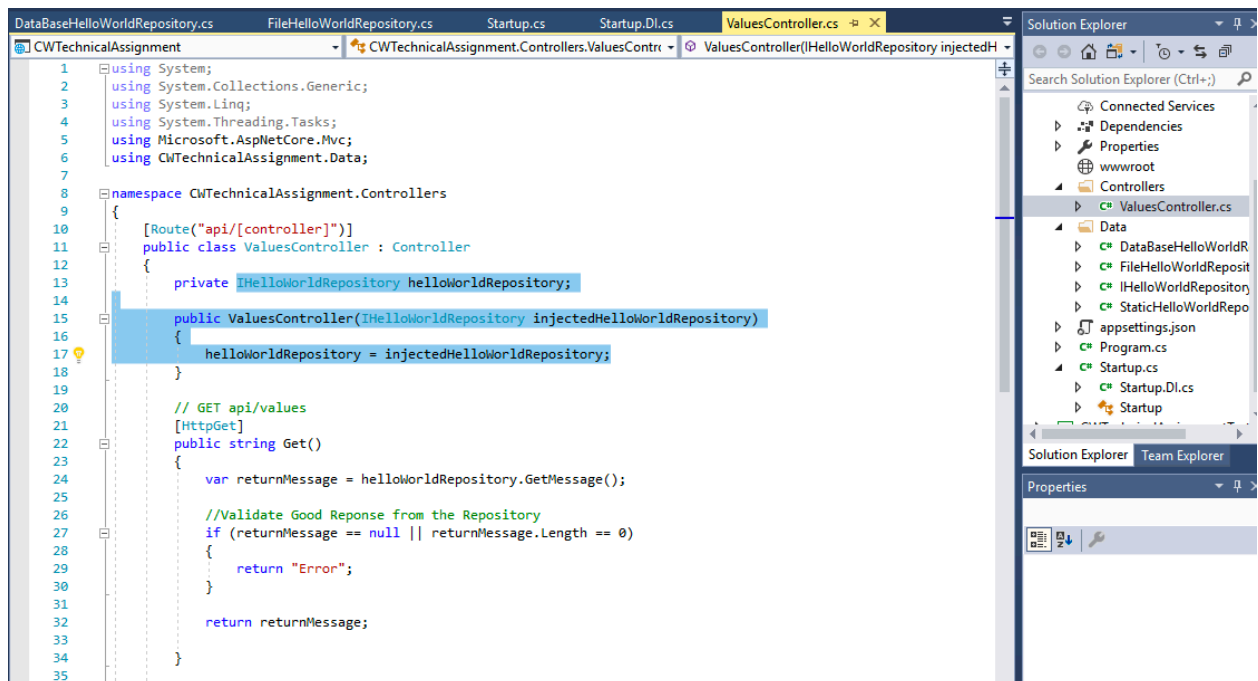 DataBaseHelloWorldRepository.cs FileHelloWorldRepository.cs Startup.cs Startup.DI.cs ValuesController.cs
CWTechnicalAssignment CWTechnicalAssignment.Controllers.ValuesContr ValuesController(IHelloWorldRepository injectedH
1 using System;
2 using System.Collections.Generic;
3 using System.Linq;
4 using System.Threading.Tasks;
5 using Microsoft.AspNetCore.Mvc;
6 using CWTechnicalAssignment.Data;
7
8 namespace CWTechnicalAssignment.Controllers
9 {
10 [Route("api/[controller]")]
11 public class ValuesController : Controller
12 {
13 private IHelloWorldRepository helloWorldRepository;
14
15 public ValuesController(IHelloWorldRepository injectedHelloWorldRepository)
16 {
17 helloWorldRepository = injectedHelloWorldRepository;
18 }
19
20 // GET api/values
21 [HttpGet]
22 public string Get()
23 {
24 var returnMessage = helloWorldRepository.GetMessage();
25
26 //Validate Good Reponse from the Repository
27 if (returnMessage == null || returnMessage.Length == 0)
28 {
29 return "Error";
30 }
31
32 return returnMessage;
33
34 }
35
Solution Explorer
Search Solution Explorer (Ctrl+;)
Connected Services
Dependencies
Properties
wwwroot
Controllers
C# ValuesController.cs
Data
C# DataBaseHelloWorldR
C# FileHelloWorldReposit
C# IHelloWorldRepository
C# StaticHelloWorldRepo
appsettings.json
C# Program.cs
C# Startup.cs
C# Startup.DI.cs
Startup
Solution Explorer Team Explorer
Properties